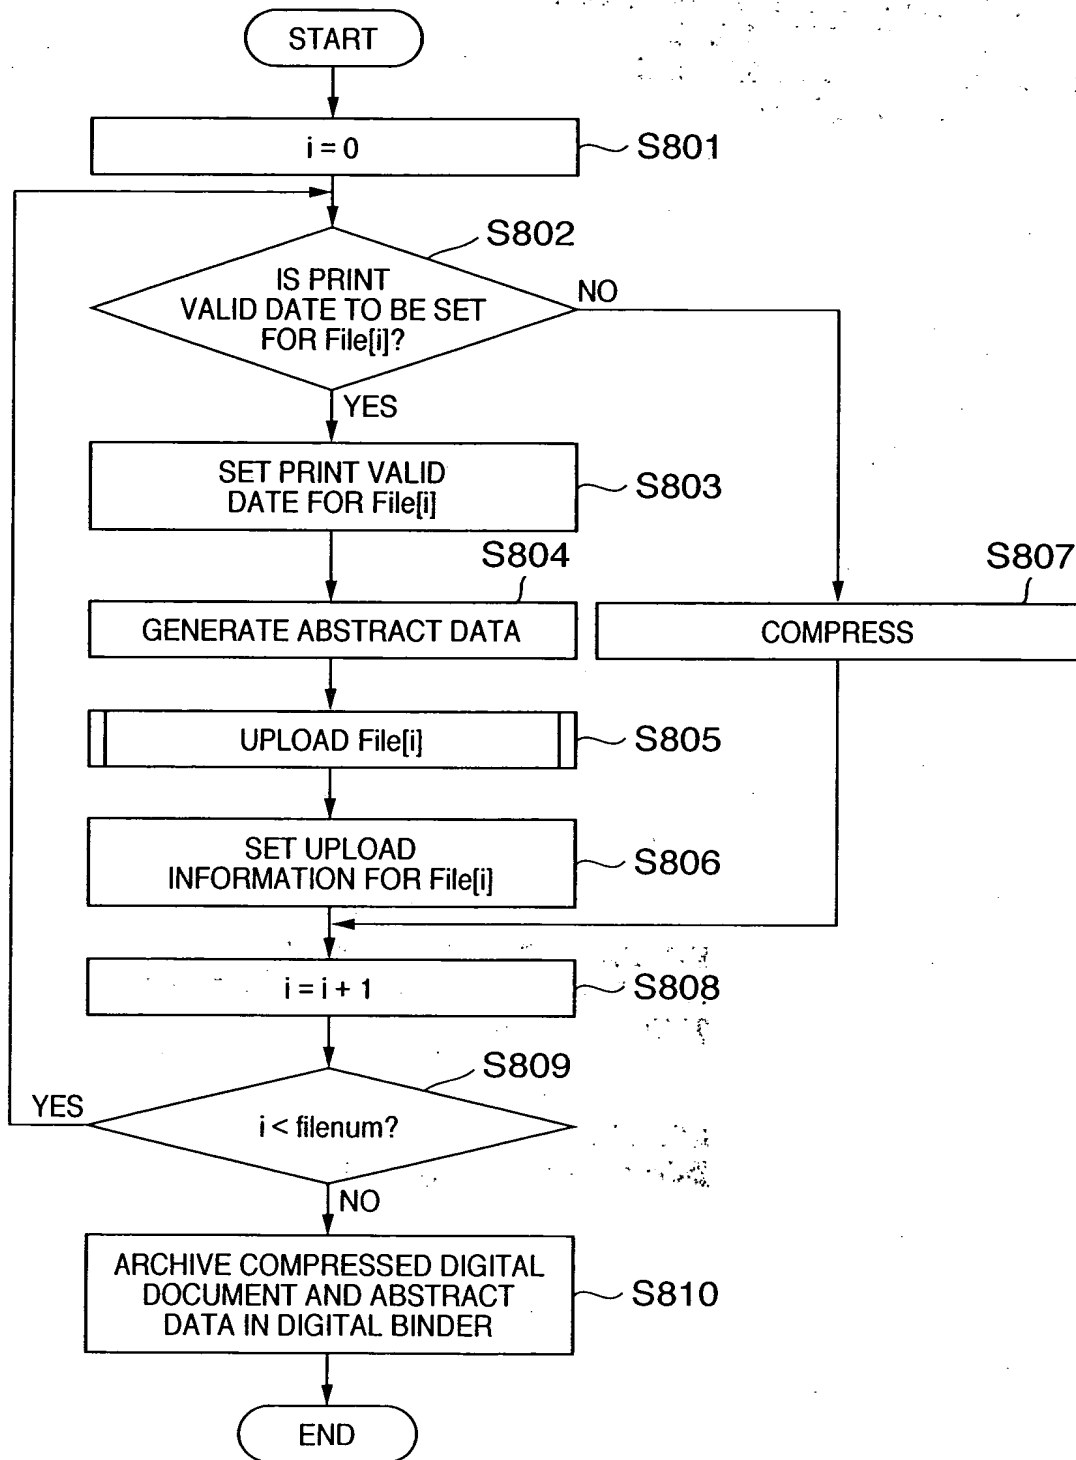 START
i = 0
S801
S802
IS PRINT
VALID DATE TO BE SET
FOR File[i]?
NO
YES
SET PRINT VALID
DATE FOR File[i]
S803
S804
GENERATE ABSTRACT DATA
S807
COMPRESS
UPLOAD File[i]
S805
SET UPLOAD
INFORMATION FOR File[i]
S806
i = i + 1
S808
S809
YES
i < filenum?
NO
ARCHIVE COMPRESSED DIGITAL
DOCUMENT AND ABSTRACT
DATA IN DIGITAL BINDER
S810
END